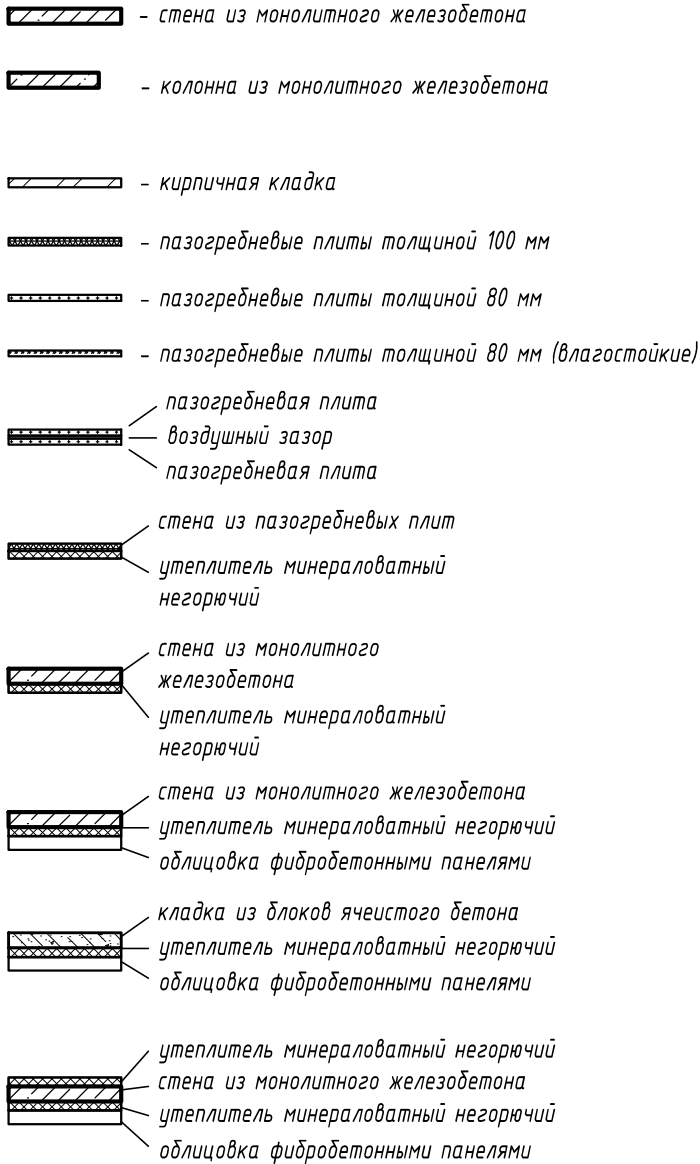 - стена из монолитного железобетона
- колонна из монолитного железобетона
- кирпичная кладка
- пазогребневые плиты толщиной 100 мм
- пазогребневые плиты толщиной 80 мм
- пазогребневые плиты толщиной 80 мм (влагостойкие)
пазогребневая плита
воздушный зазор
пазогребневая плита
стена из пазогребневых плит
утеплитель минераловатный
негорючий
стена из монолитного
железобетона
утеплитель минераловатный
негорючий
стена из монолитного железобетона
утеплитель минераловатный негорючий
облицовка фибробетонными панелями
кладка из блоков ячеистого бетона
утеплитель минераловатный негорючий
облицовка фибробетонными панелями
утеплитель минераловатный негорючий
стена из монолитного железобетона
утеплитель минераловатный негорючий
облицовка фибробетонными панелями